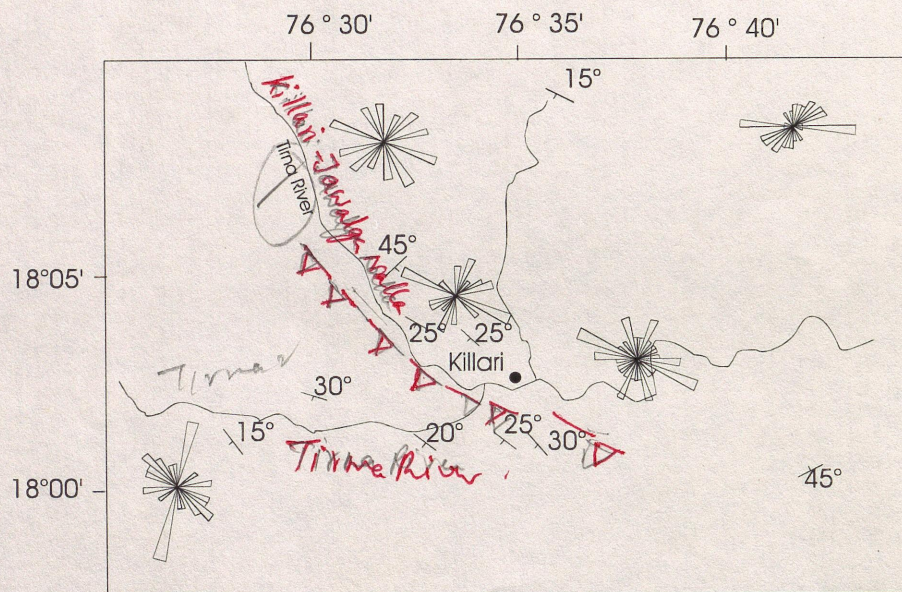 76° 30' 76° 35' 76° 40'
15°
Killari-Jawalga nalla
Tirna River
45°
18°05'
25° 25°
Killari
Tirna
30°
15° 20° 25° 30°
Tirna River
18°00' 45°